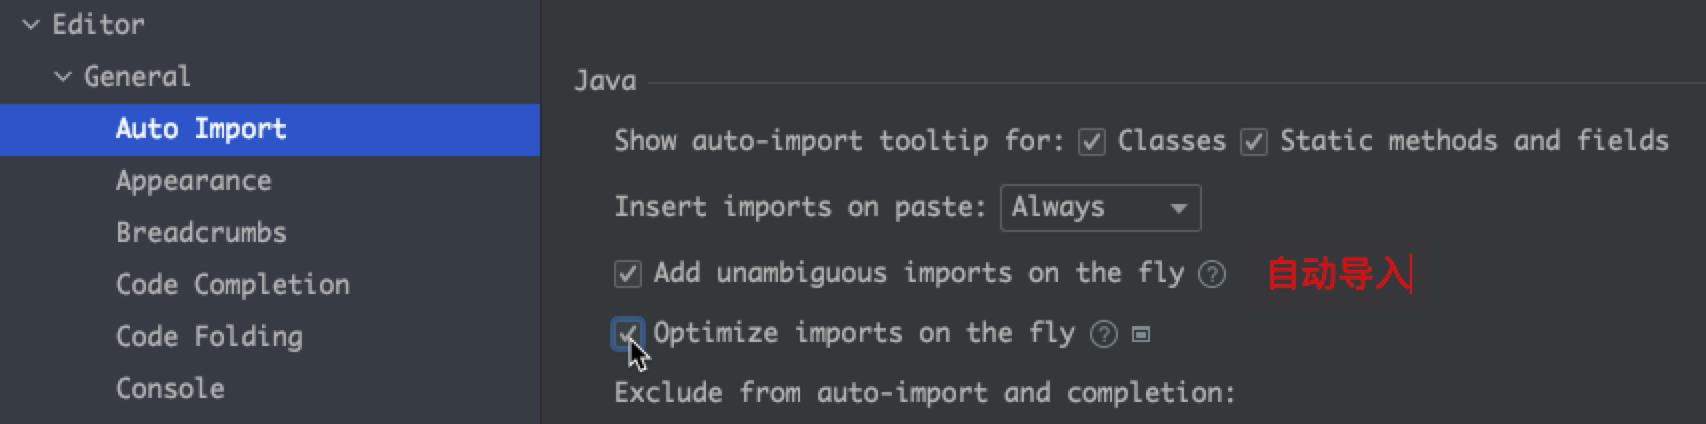 Editor
General
Auto Import
Appearance
Breadcrumbs
Code Completion
Code Folding
Console
Java
Show auto-import tooltip for: Classes Static methods and fields
Insert imports on paste: Always
Add unambiguous imports on the fly ? 自动导入
Optimize imports on the fly ?
Exclude from auto-import and completion: